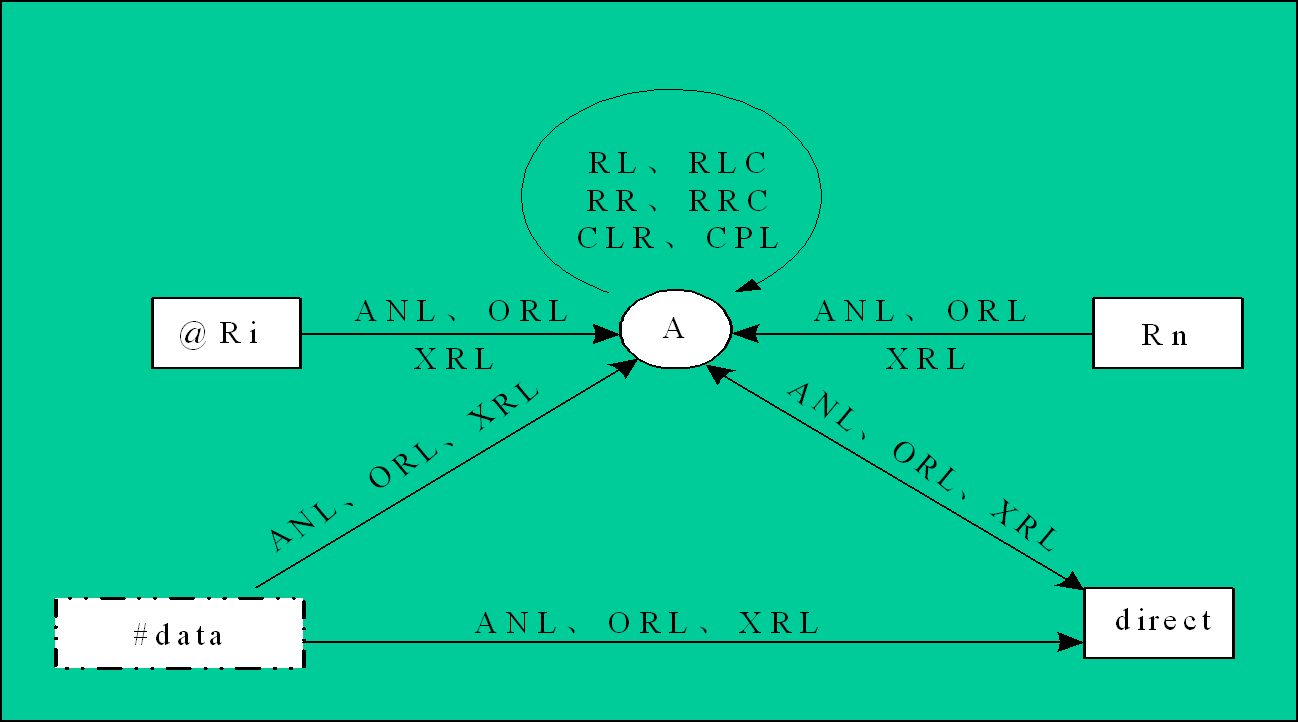 RL、RLC
RR、RRC
CLR、CPL
@Ri
ANL、ORL
XRL
A
ANL、ORL
XRL
Rn
ANL、ORL、XRL
ANL、ORL、XRL
#data
ANL、ORL、XRL
direct